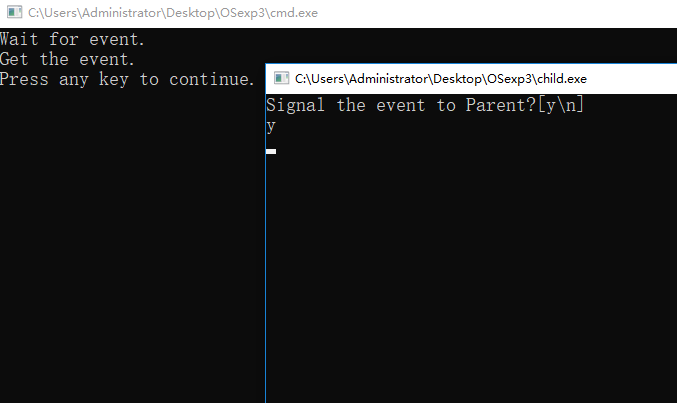 C:\Users\Administrator\Desktop\OSexp3\cmd.exe
Wait for event.
Get the event.
Press any key to continue.
C:\Users\Administrator\Desktop\OSexp3\child.exe
Signal the event to Parent?[y\n]
y